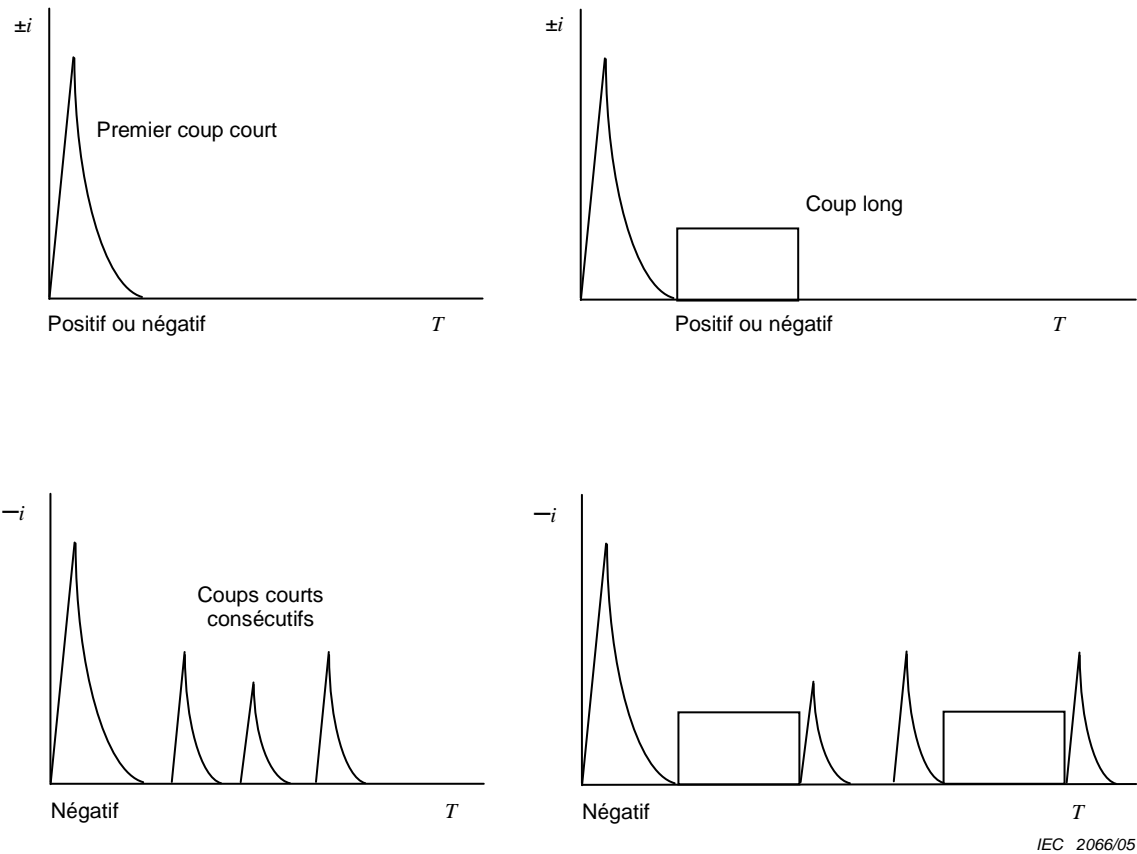 ±i
Premier coup court
Positif ou négatif
T
±i
Coup long
Positif ou négatif
T
–i
Coups courts
consécutifs
Négatif
T
–i
Négatif
T
IEC 2066/05